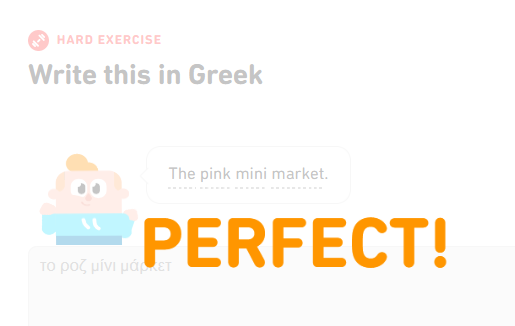 HARD EXERCISE
Write this in Greek
The pink mini market.
PERFECT!
το ροζ μίνι μάρκετ